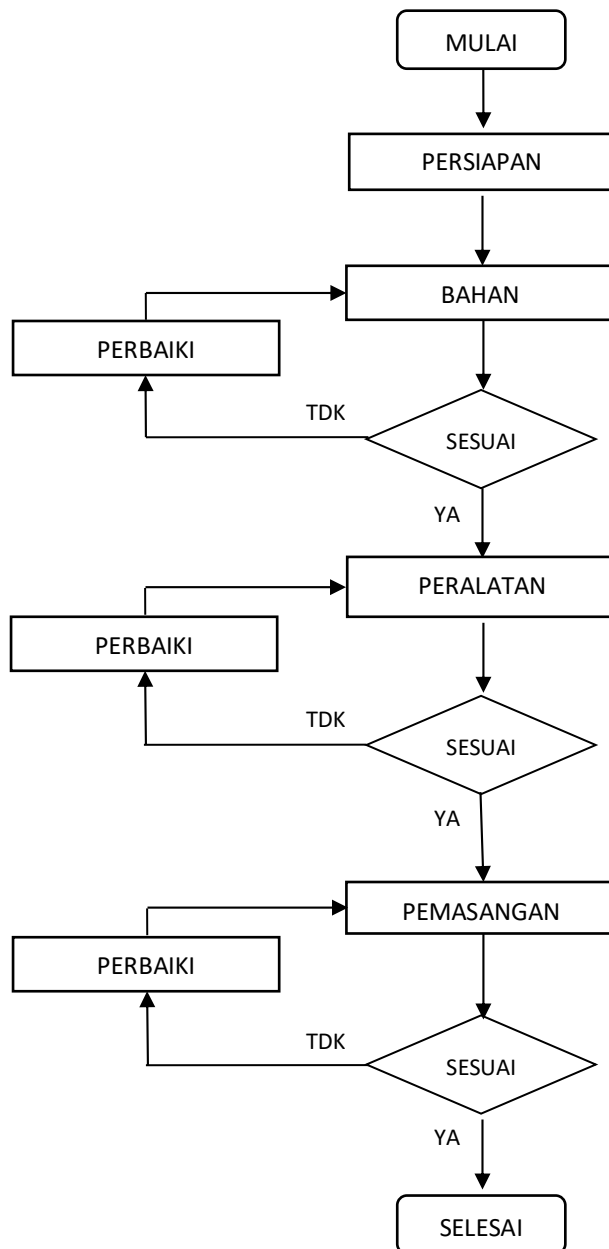 MULAI
PERSIAPAN
BAHAN
PERBAIKI
TDK
SESUAI
YA
PERALATAN
PERBAIKI
TDK
SESUAI
YA
PEMASANGAN
PERBAIKI
TDK
SESUAI
YA
SELESAI